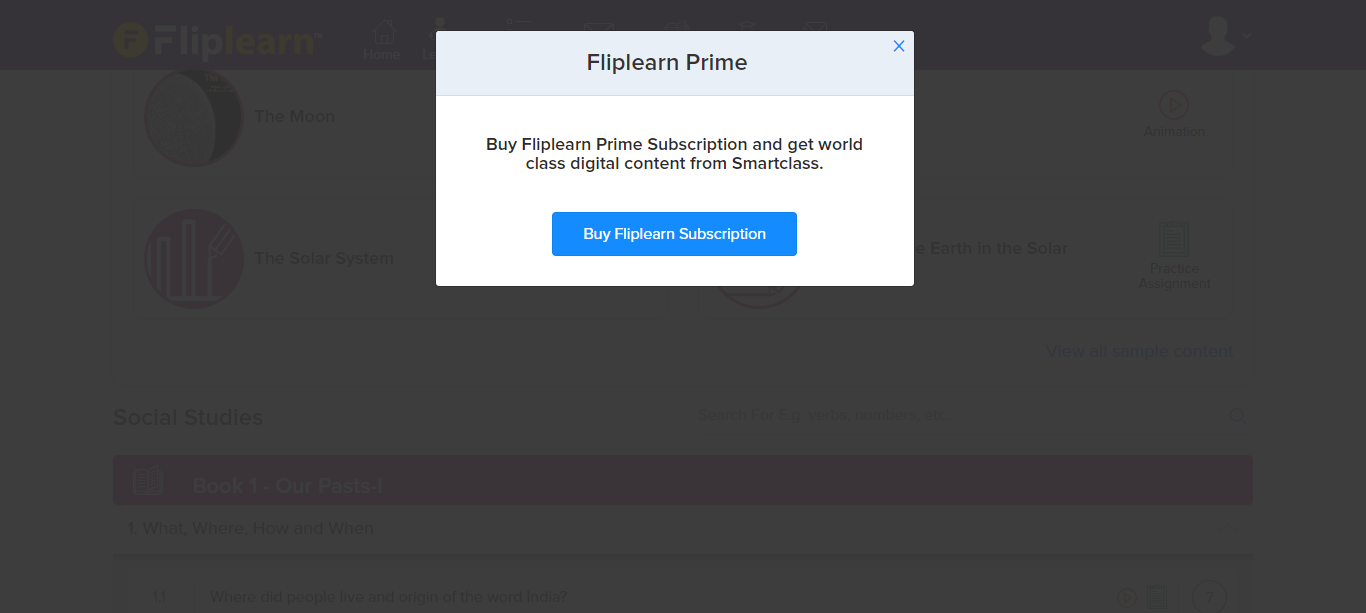 Fliplearn™
Home
Fliplearn Prime
The Moon
Animation
Buy Fliplearn Prime Subscription and get world
class digital content from Smartclass.
Buy Fliplearn Subscription
The Solar System
Earth In the Solar
Practice
Assignment
View all sample content
Social Studies
Search For E.g. verbs, numbers, etc.
Book 1 - Our Pasts-I
1. What, Where, How and When
1.1 Where did people live and origin of the word India? 7